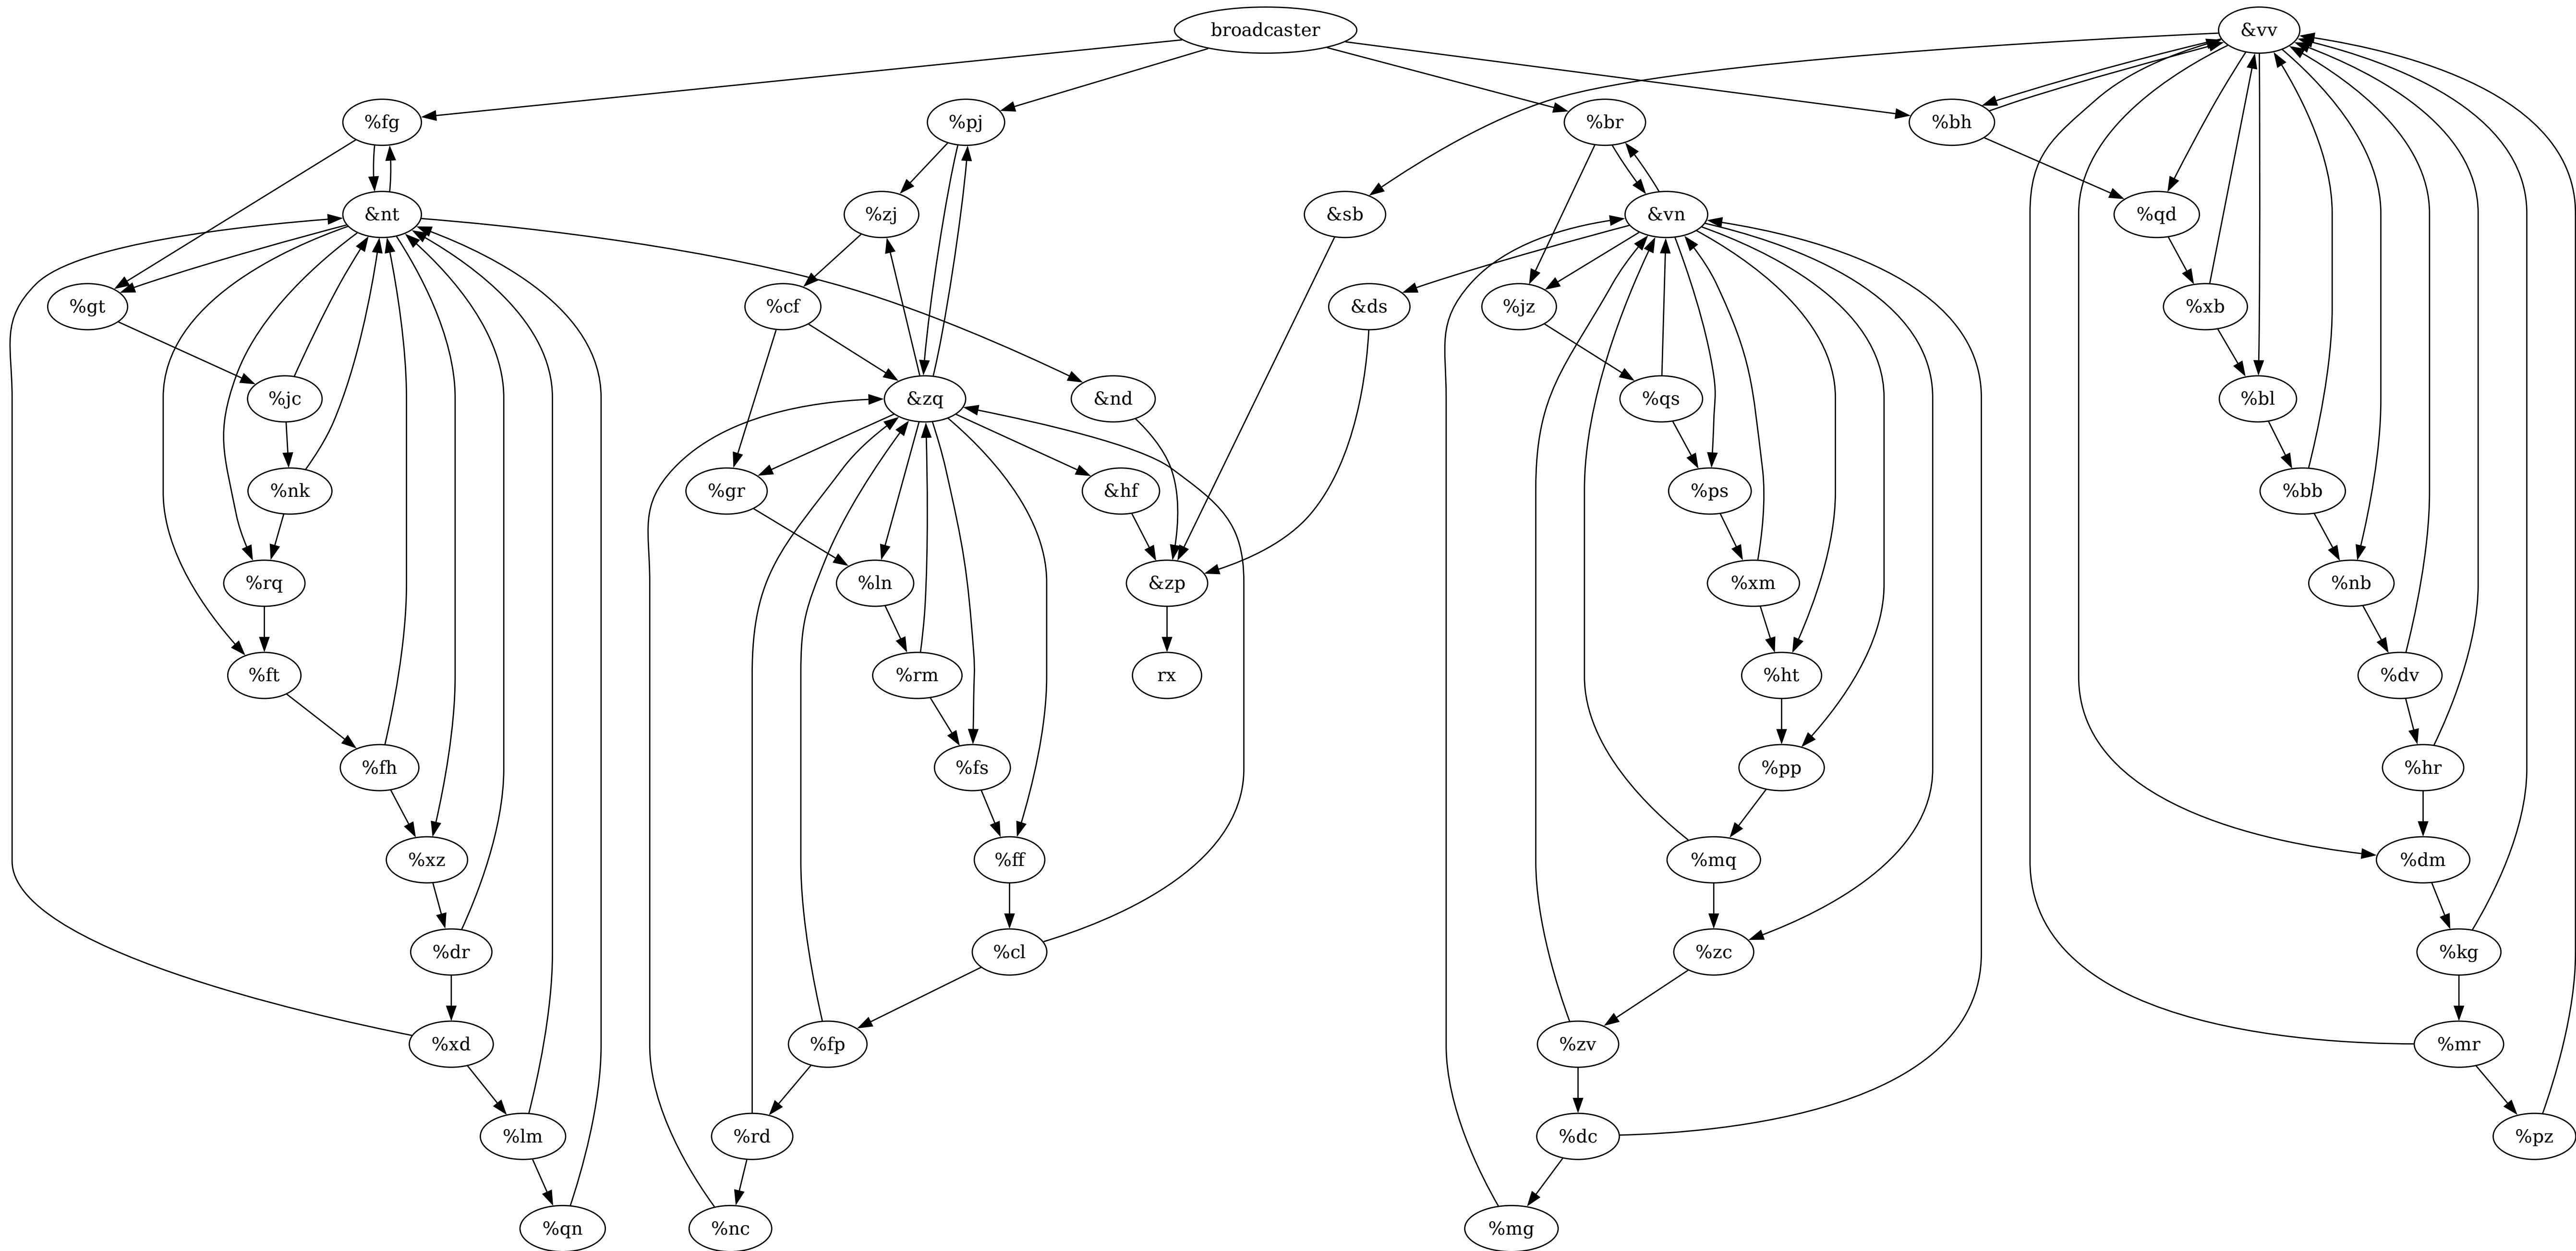 broadcaster
&vv
%fg
%pj
%br
%bh
%zj
&nt
&sb
&vn
%qd
%gt
%cf
&ds
%jz
%xb
%jc
&zq
&nd
%qs
%bl
%nk
%gr
&hf
%ps
%bb
%rq
%ln
&zp
%xm
%nb
%ft
%rm
rx
%ht
%dv
%fh
%fs
%pp
%hr
%xz
%ff
%mq
%dm
%dr
%cl
%zc
%kg
%xd
%fp
%zv
%mr
%lm
%rd
%dc
%pz
%qn
%nc
%mg